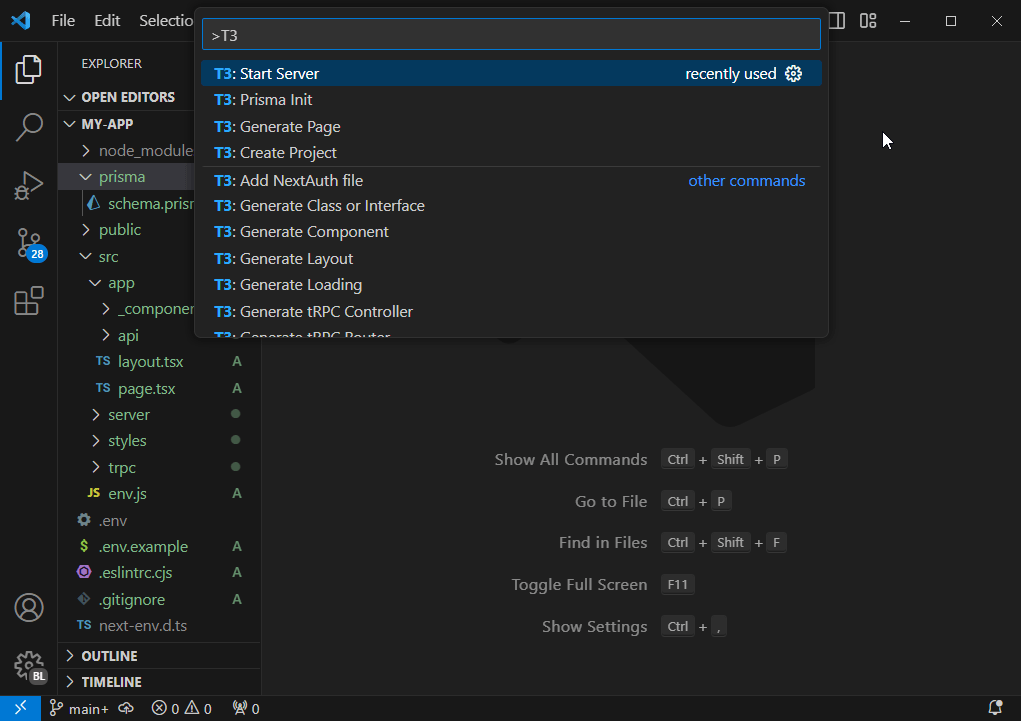 File Edit Selectio
>T3
T3: Start Server recently used
T3: Prisma Init
T3: Generate Page
T3: Create Project
T3: Add NextAuth file other commands
T3: Generate Class or Interface
T3: Generate Component
T3: Generate Layout
T3: Generate Loading
T3: Generate tRPC Controller
T3: Generate tRPC Router
EXPLORER
OPEN EDITORS
MY-APP
node_module
prisma
schema.prisr
public
src
app
_componer
api
TS layout.tsx A
TS page.tsx A
server
styles
trpc
JS env.js A
.env
$ .env.example A
.eslintrc.cjs A
.gitignore A
TS next-env.d.ts
OUTLINE
TIMELINE
28
BL
Show All Commands Ctrl + Shift + P
Go to File Ctrl + P
Find in Files Ctrl + Shift + F
Toggle Full Screen F11
Show Settings Ctrl + ,
main+ 0 0 0